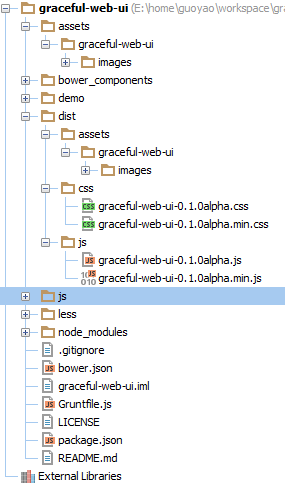 graceful-web-ui (E:\home\guoyao\workspace\gra
assets
graceful-web-ui
images
bower_components
demo
dist
assets
graceful-web-ui
images
css
graceful-web-ui-0.1.0alpha.css
graceful-web-ui-0.1.0alpha.min.css
js
graceful-web-ui-0.1.0alpha.js
graceful-web-ui-0.1.0alpha.min.js
js
less
node_modules
.gitignore
bower.json
graceful-web-ui.iml
Gruntfile.js
LICENSE
package.json
README.md
External Libraries